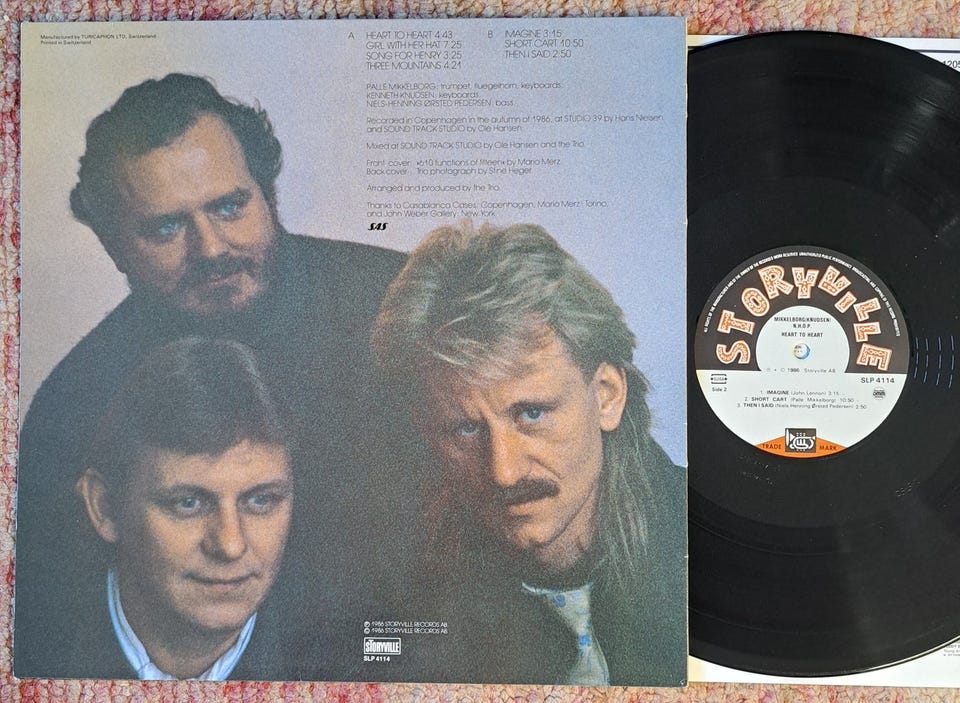 Manufactured by TURICAPHON LTD, Switzerland
Printed in Switzerland
A HEART TO HEART 4:43
GIRL WITH HER HAT 7:25
SONG FOR HENRY 3:25
THREE MOUNTAINS 4:21
B IMAGINE 3:15
SHORT CART 10:50
THEN I SAID 2:50
PALLE MIKKELBORG: trumpet, fluegelhorn, keyboards.
KENNETH KNUDSEN: keyboards.
NIELS-HENNING ØRSTED PEDERSEN: bass.
Recorded in Copenhagen in the autumn of 1986, at STUDIO 39 by Hans Nielsen
and SOUND TRACK STUDIO by Ole Hansen.
Mixed at SOUND TRACK STUDIO by Ole Hansen and the Trio.
Front cover: »610 functions of fifteen« by Mario Merz.
Back cover: Trio photograph by Stine Heger
Arranged and produced by the Trio.
Thanks to Casablanca Cases, Copenhagen, Mario Merz, Torino,
and John Weber Gallery, New York
SAS
℗ 1986 STORYVILLE RECORDS AB
© 1986 STORYVILLE RECORDS AB
STORYVILLE
SLP 4114
STORYVILLE
MIKKELBORG/KNUDSEN/
N.H.Ø.P.
HEART TO HEART
℗ + © 1986 Storyville AB
SLP 4114
Side 2
1. IMAGINE (John Lennon) 3:15
2. SHORT CART (Palle Mikkelborg) 10:50
3. THEN I SAID (Niels Henning Ørsted Pedersen) 2:50
TRADE MARK